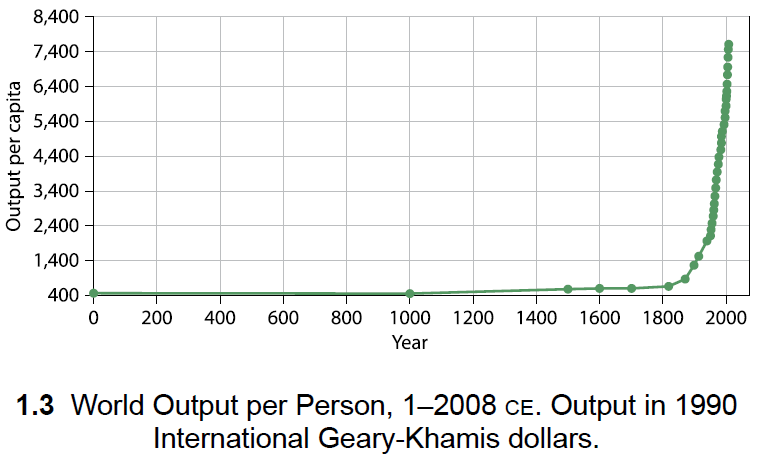 8,400
7,400
6,400
5,400
4,400
3,400
2,400
1,400
400
Output per capita
0 200 400 600 800 1000 1200 1400 1600 1800 2000
Year
1.3 World Output per Person, 1–2008 CE. Output in 1990
International Geary-Khamis dollars.